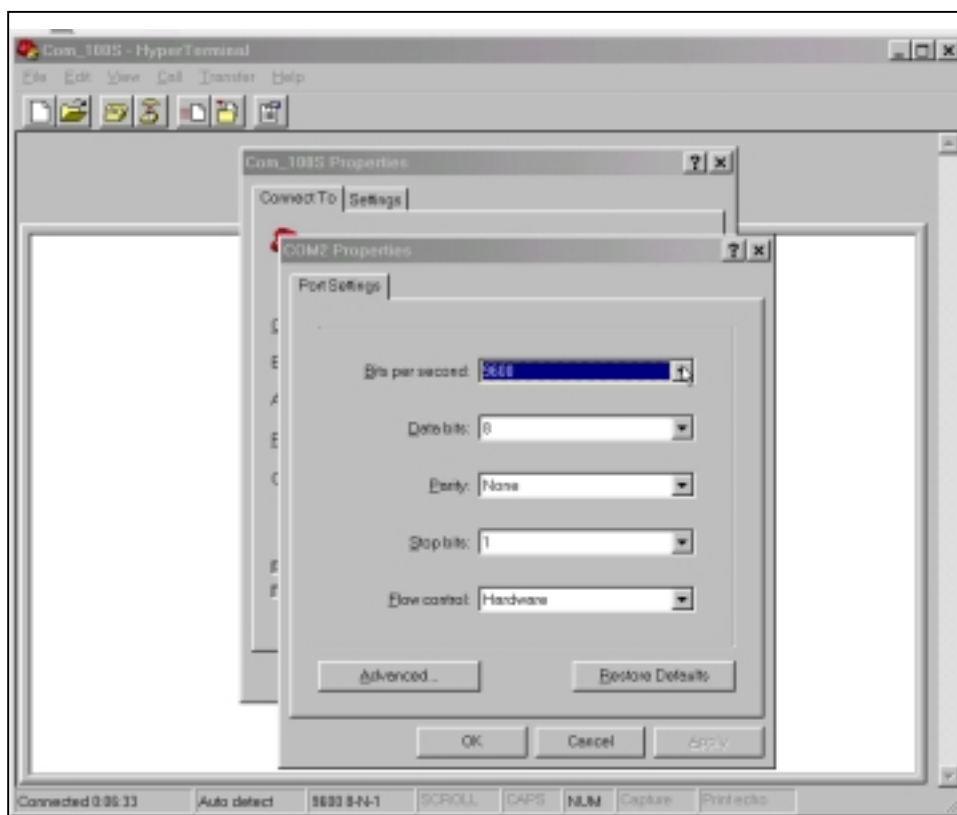 Com_100S - HyperTerminal
File Edit View Call Transfer Help
Com_100S Properties
Connect To Settings
COM2 Properties
Port Settings
Bits per second: 9600
Data bits: 8
Parity: None
Stop bits: 1
Flow control: Hardware
Advanced... Restore Defaults
OK Cancel Apply
Connected 0:06:33 Auto detect 9600 8-N-1 SCROLL CAPS NUM Capture Print echo